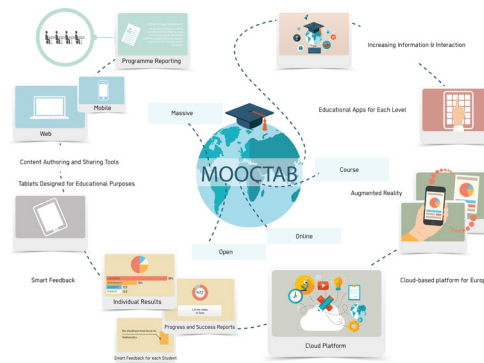 Programme Reporting
Increasing Information & Interaction
Mobile
Web
Massive
Educational Apps for Each Level
MOOCTAB
Content Authoring and Sharing Tools
Course
Tablets Designed for Educational Purposes
Augmented Reality
Online
Open
Smart Feedback
Cloud-based platform for Europ
Individual Results
Progress and Success Reports
Cloud Platform
Smart Feedback for each Student